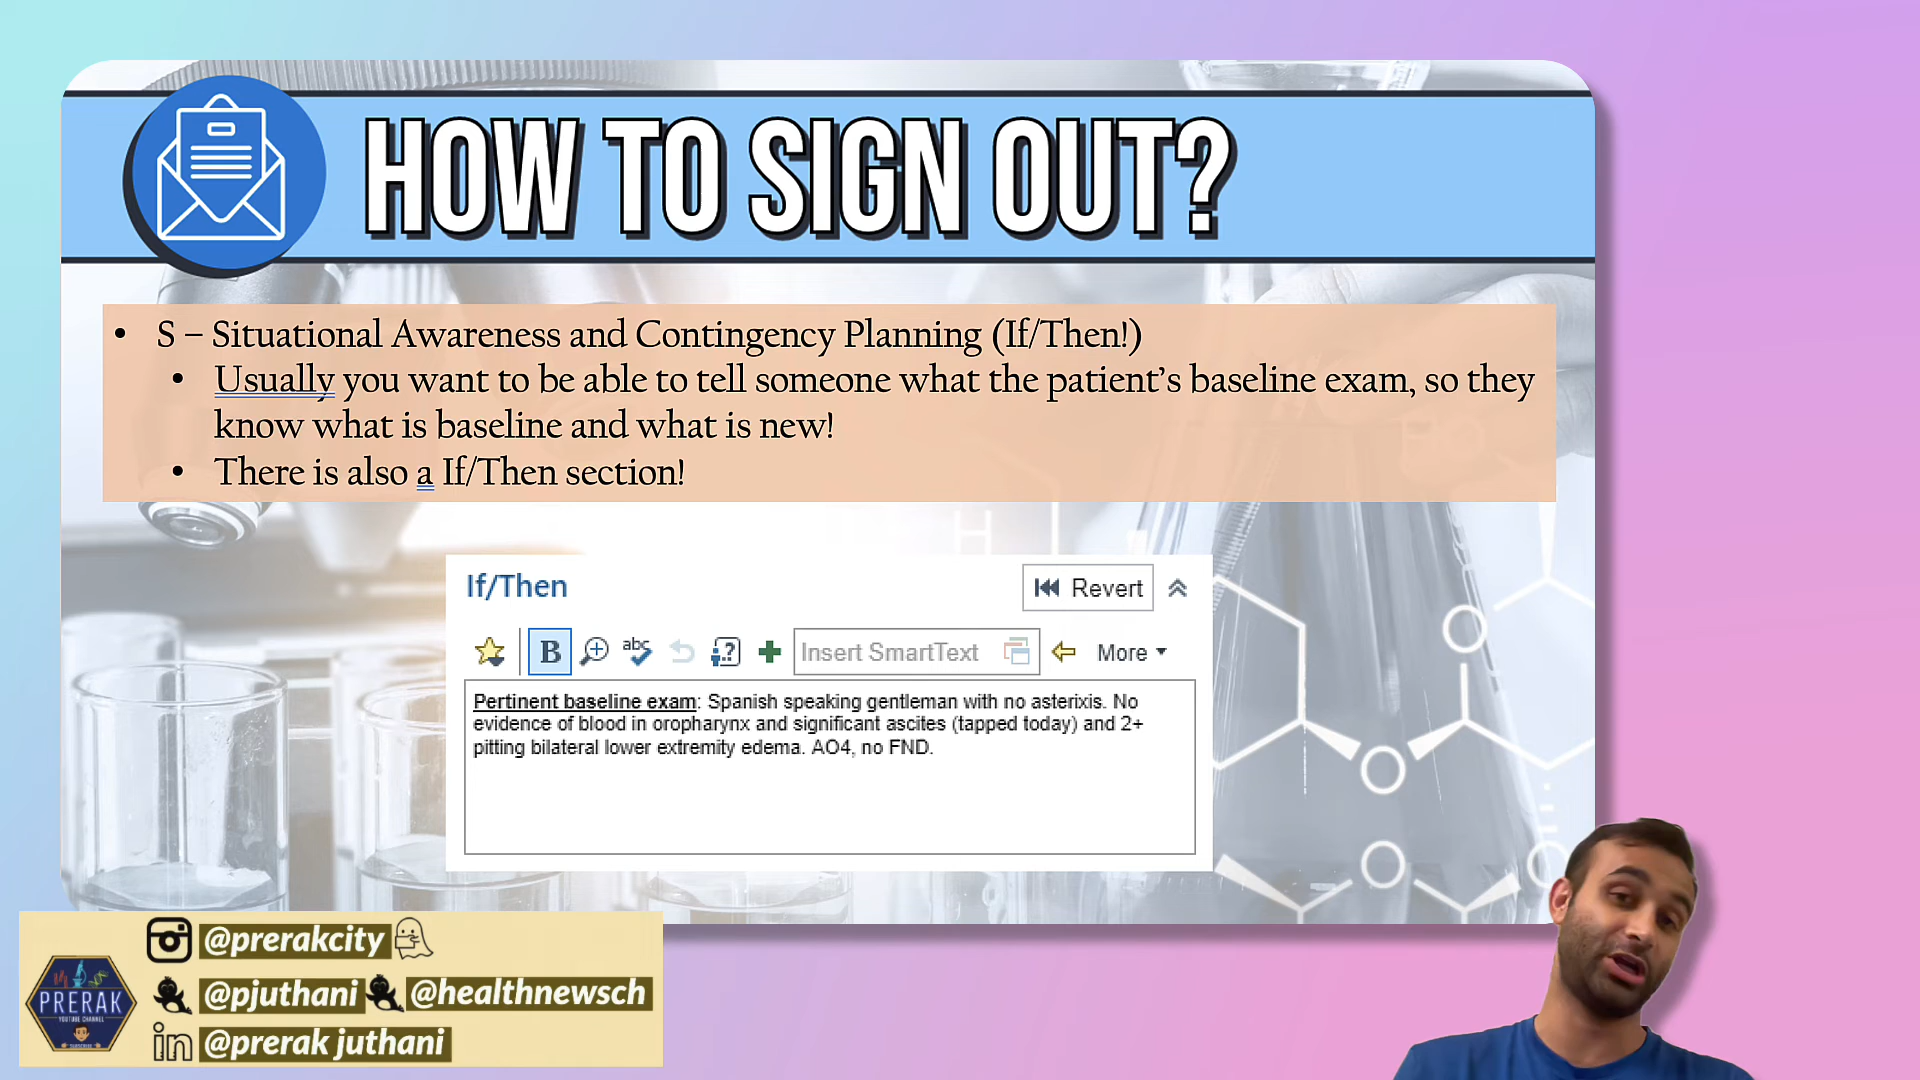 HOW TO SIGN OUT?
• S – Situational Awareness and Contingency Planning (If/Then!)
• Usually you want to be able to tell someone what the patient's baseline exam, so they
know what is baseline and what is new!
• There is also a If/Then section!
If/Then
Revert
B
abc
?
Insert SmartText
More
Pertinent baseline exam: Spanish speaking gentleman with no asterixis. No
evidence of blood in oropharynx and significant ascites (tapped today) and 2+
pitting bilateral lower extremity edema. AO4, no FND.
O
O
O
@prerakcity
@pjuthani @healthnewsch
in @prerak juthani
PRERAK
YOUTUBE CHANNEL